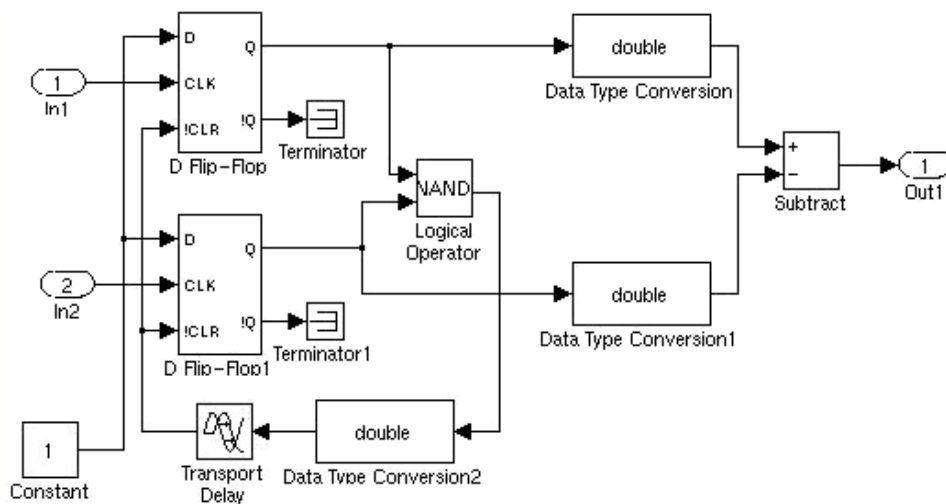 D
Q
CLK
!CLR
!Q
D Flip-Flop
1
In1
Terminator
double
Data Type Conversion
NAND
Logical
Operator
+
−
Subtract
1
Out1
D
Q
CLK
!CLR
!Q
D Flip-Flop1
2
In2
Terminator1
double
Data Type Conversion1
1
Constant
Transport
Delay
double
Data Type Conversion2